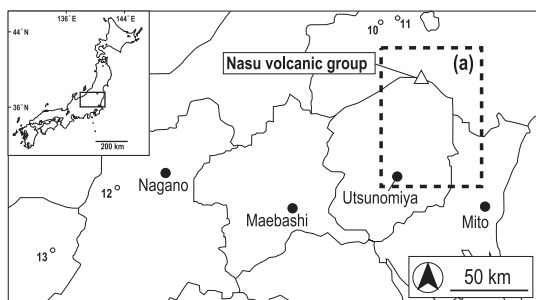 136°E
144°E
44°N
36°N
200 km
10
11
Nasu volcanic group
(a)
Nagano
12
Utsunomiya
Maebashi
Mito
13
50 km